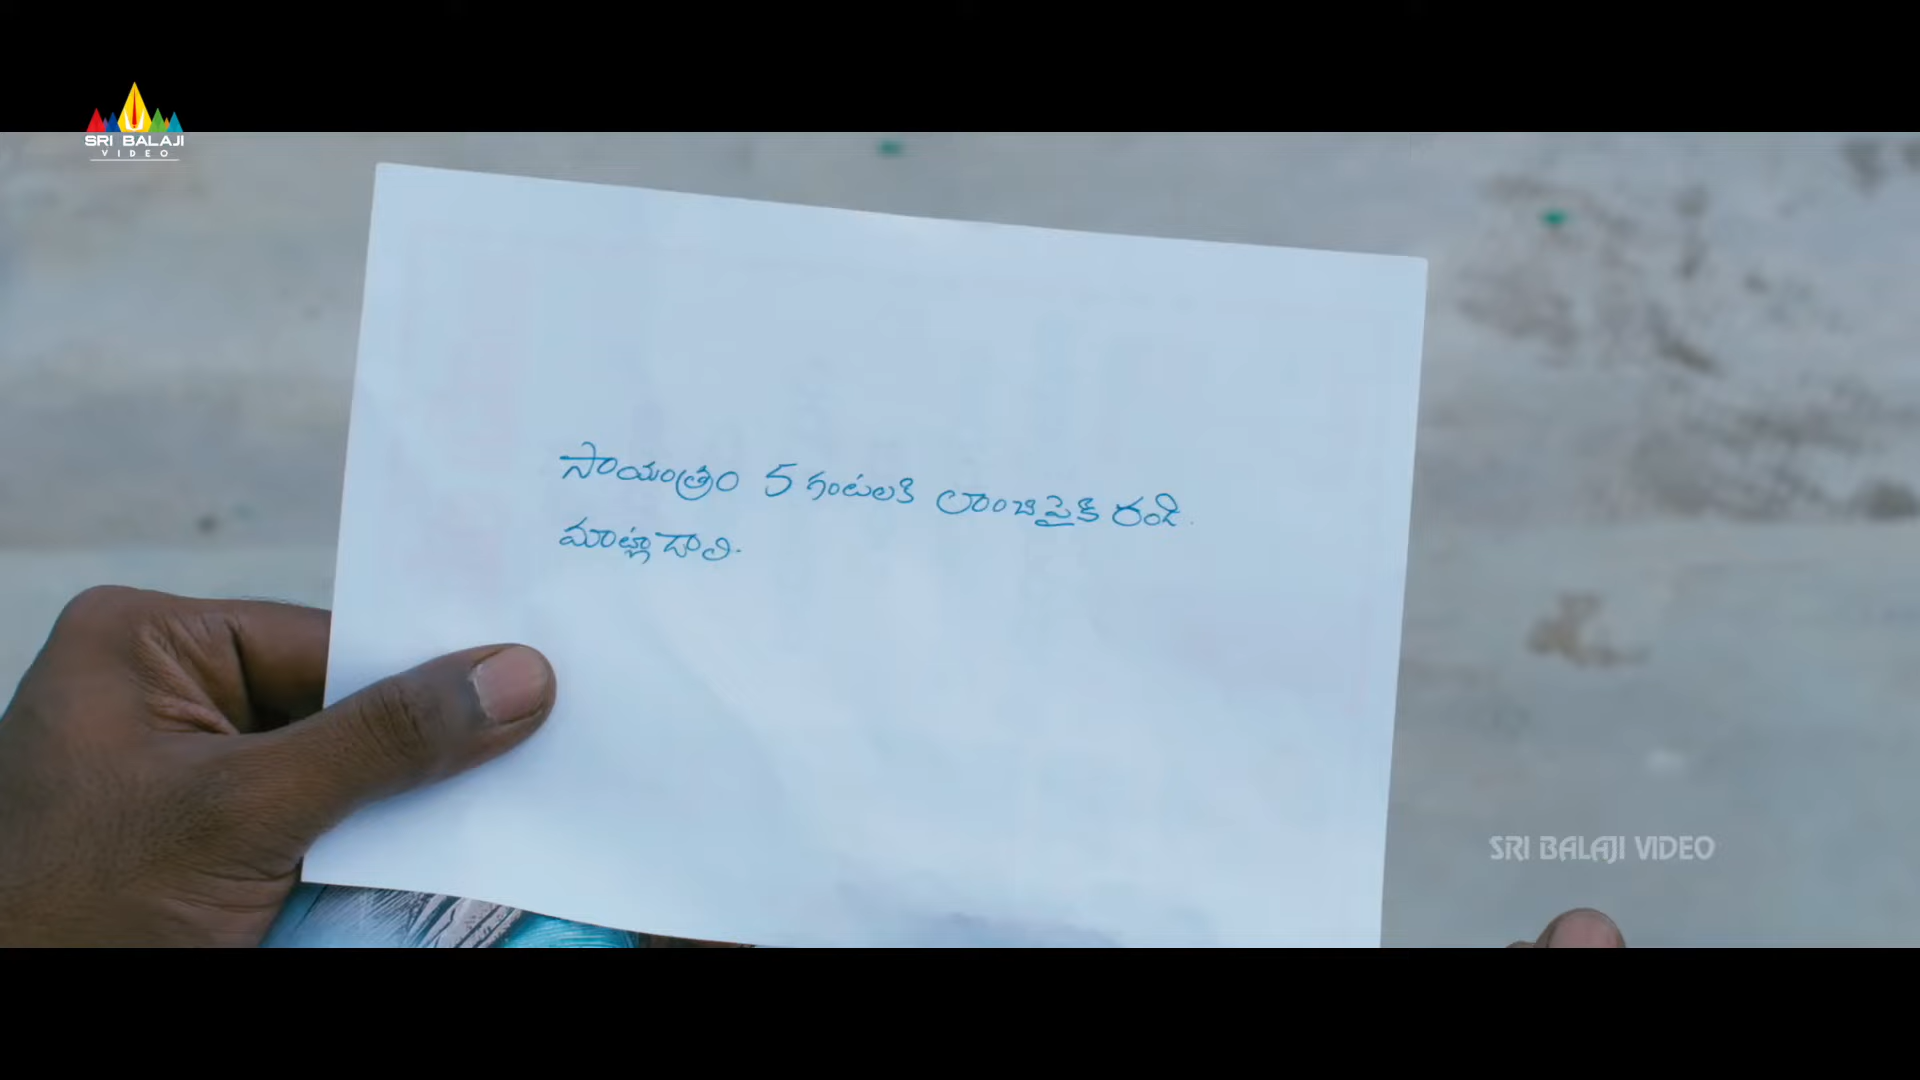 SRI BALAJI
VIDEO
సాయంత్రం 5 గంటలకి లాంచిపైకి రండి.
మాట్లాడాలి.
SRI BALAJI VIDEO